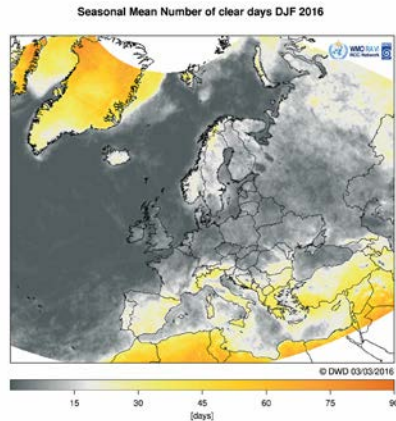 Seasonal Mean Number of clear days DJF 2016
WMO RA VI
RCC-Network
© DWD 03/03/2016
15 30 45 60 75 90
[days]